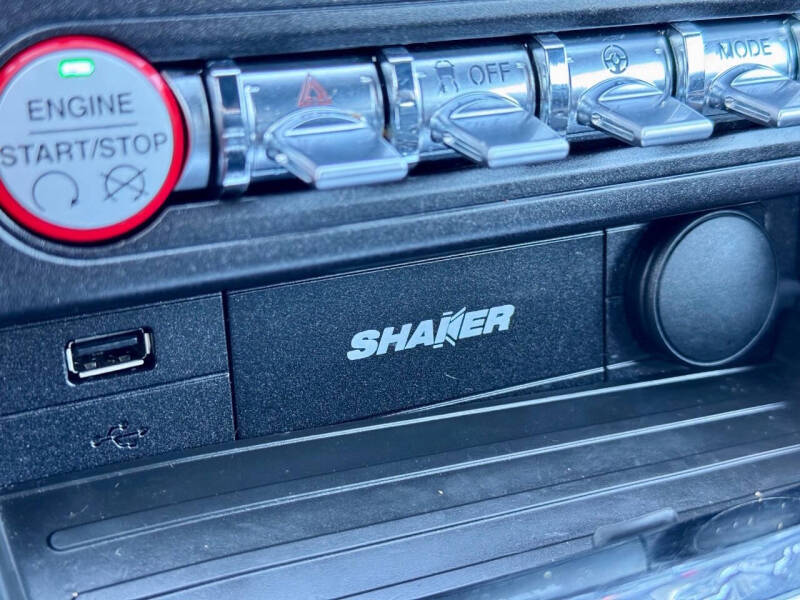 ENGINE
START/STOP
OFF
MODE
SHAKER